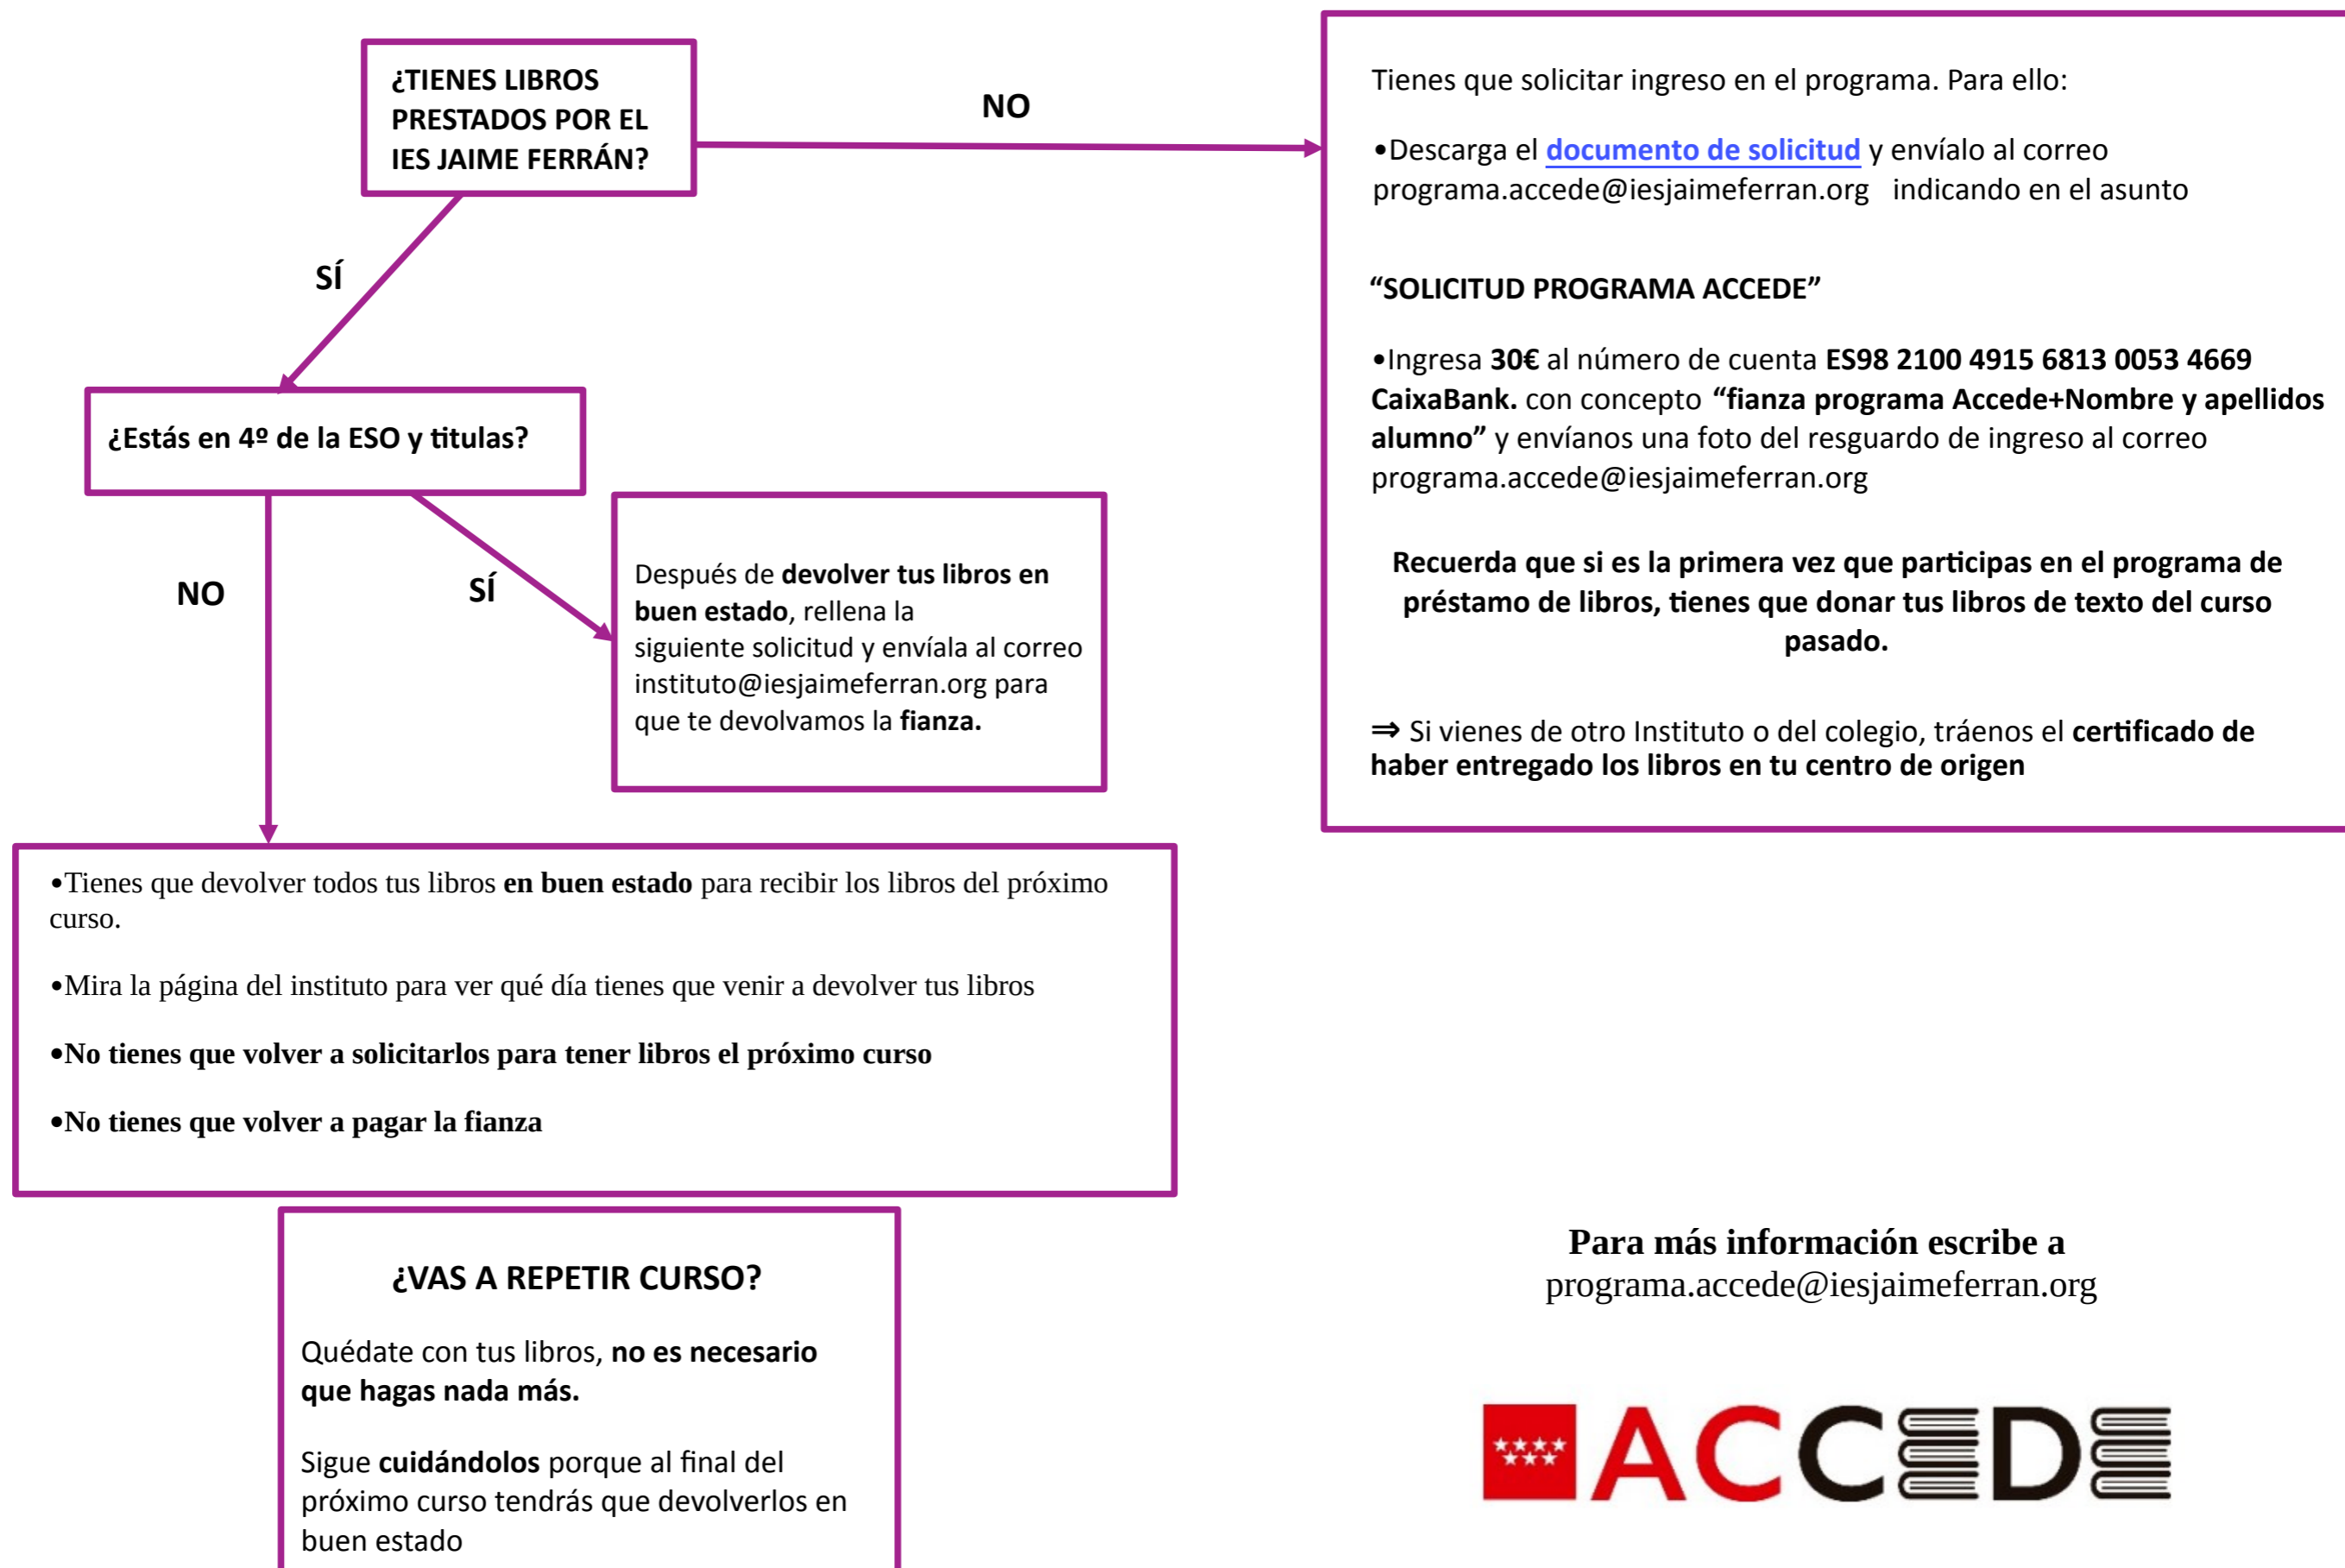 ¿TIENES LIBROS
PRESTADOS POR EL
IES JAIME FERRÁN?
NO
SÍ
¿Estás en 4º de la ESO y titulas?
NO
SÍ
Después de devolver tus libros en
buen estado, rellena la
siguiente solicitud y envíala al correo
instituto@iesjaimeferran.org para
que te devolvamos la fianza.
•Tienes que devolver todos tus libros en buen estado para recibir los libros del próximo
curso.
•Mira la página del instituto para ver qué día tienes que venir a devolver tus libros
•No tienes que volver a solicitarlos para tener libros el próximo curso
•No tienes que volver a pagar la fianza
¿VAS A REPETIR CURSO?
Quédate con tus libros, no es necesario
que hagas nada más.
Sigue cuidándolos porque al final del
próximo curso tendrás que devolverlos en
buen estado
Tienes que solicitar ingreso en el programa. Para ello:
•Descarga el documento de solicitud y envíalo al correo
programa.accede@iesjaimeferran.org indicando en el asunto
“SOLICITUD PROGRAMA ACCEDE”
•Ingresa 30€ al número de cuenta ES98 2100 4915 6813 0053 4669
CaixaBank. con concepto “fianza programa Accede+Nombre y apellidos
alumno” y envíanos una foto del resguardo de ingreso al correo
programa.accede@iesjaimeferran.org
Recuerda que si es la primera vez que participas en el programa de
préstamo de libros, tienes que donar tus libros de texto del curso
pasado.
⇒ Si vienes de otro Instituto o del colegio, tráenos el certificado de
haber entregado los libros en tu centro de origen
Para más información escribe a
programa.accede@iesjaimeferran.org
ACCEDE